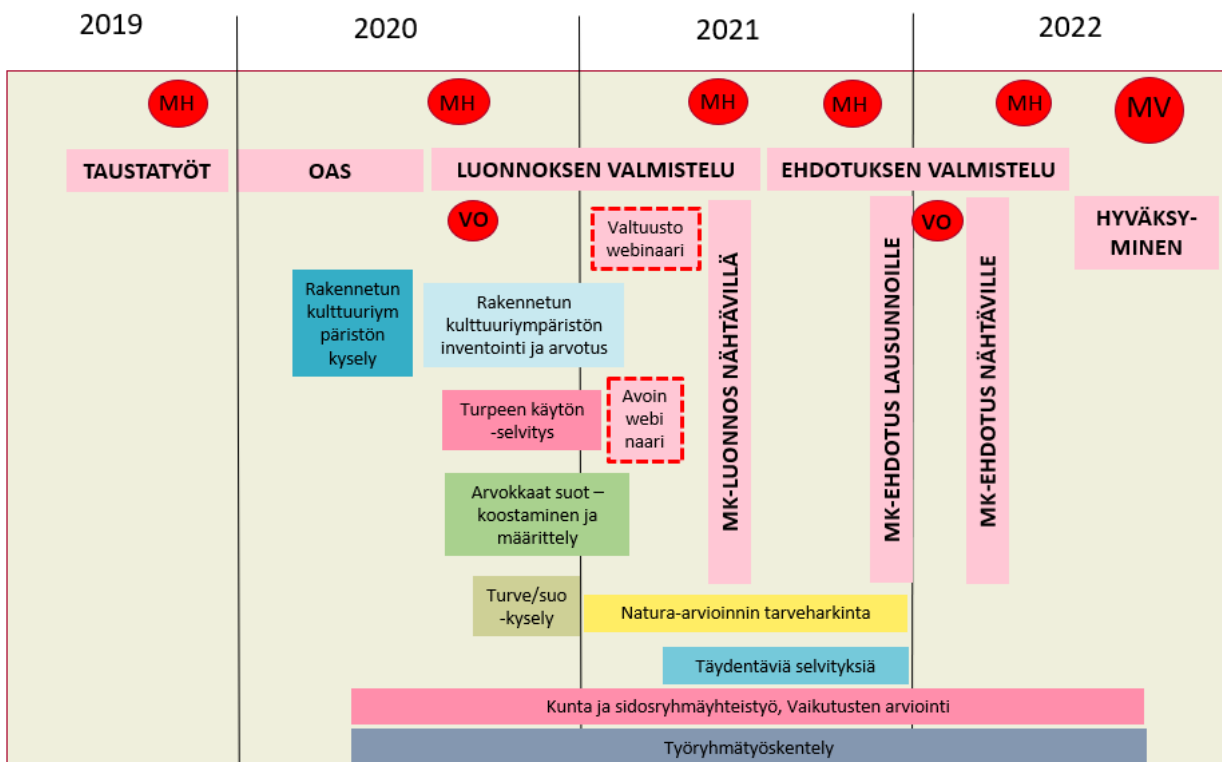 2019
2020
2021
2022
MH
MH
MH
MH
MH
MV
TAUSTATYÖT
OAS
LUONNOKSEN VALMISTELU
EHDOTUKSEN VALMISTELU
HYVÄKSY-
MINEN
VO
VO
Valtuusto
webinaari
MK-LUONNOS NÄHTÄVILLÄ
MK-EHDOTUS LAUSUNNOILLE
MK-EHDOTUS NÄHTÄVILLE
Rakennetun
kulttuuriym
päristön
kysely
Rakennetun
kulttuuriympäristön
inventointi ja arvotus
Turpeen käytön
-selvitys
Avoin
webi
naari
Arvokkaat suot –
koostaminen ja
määrittely
Turve/suo
-kysely
Natura-arvioinnin tarveharkinta
Täydentäviä selvityksiä
Kunta ja sidosryhmäyhteistyö, Vaikutusten arviointi
Työryhmätyöskentely